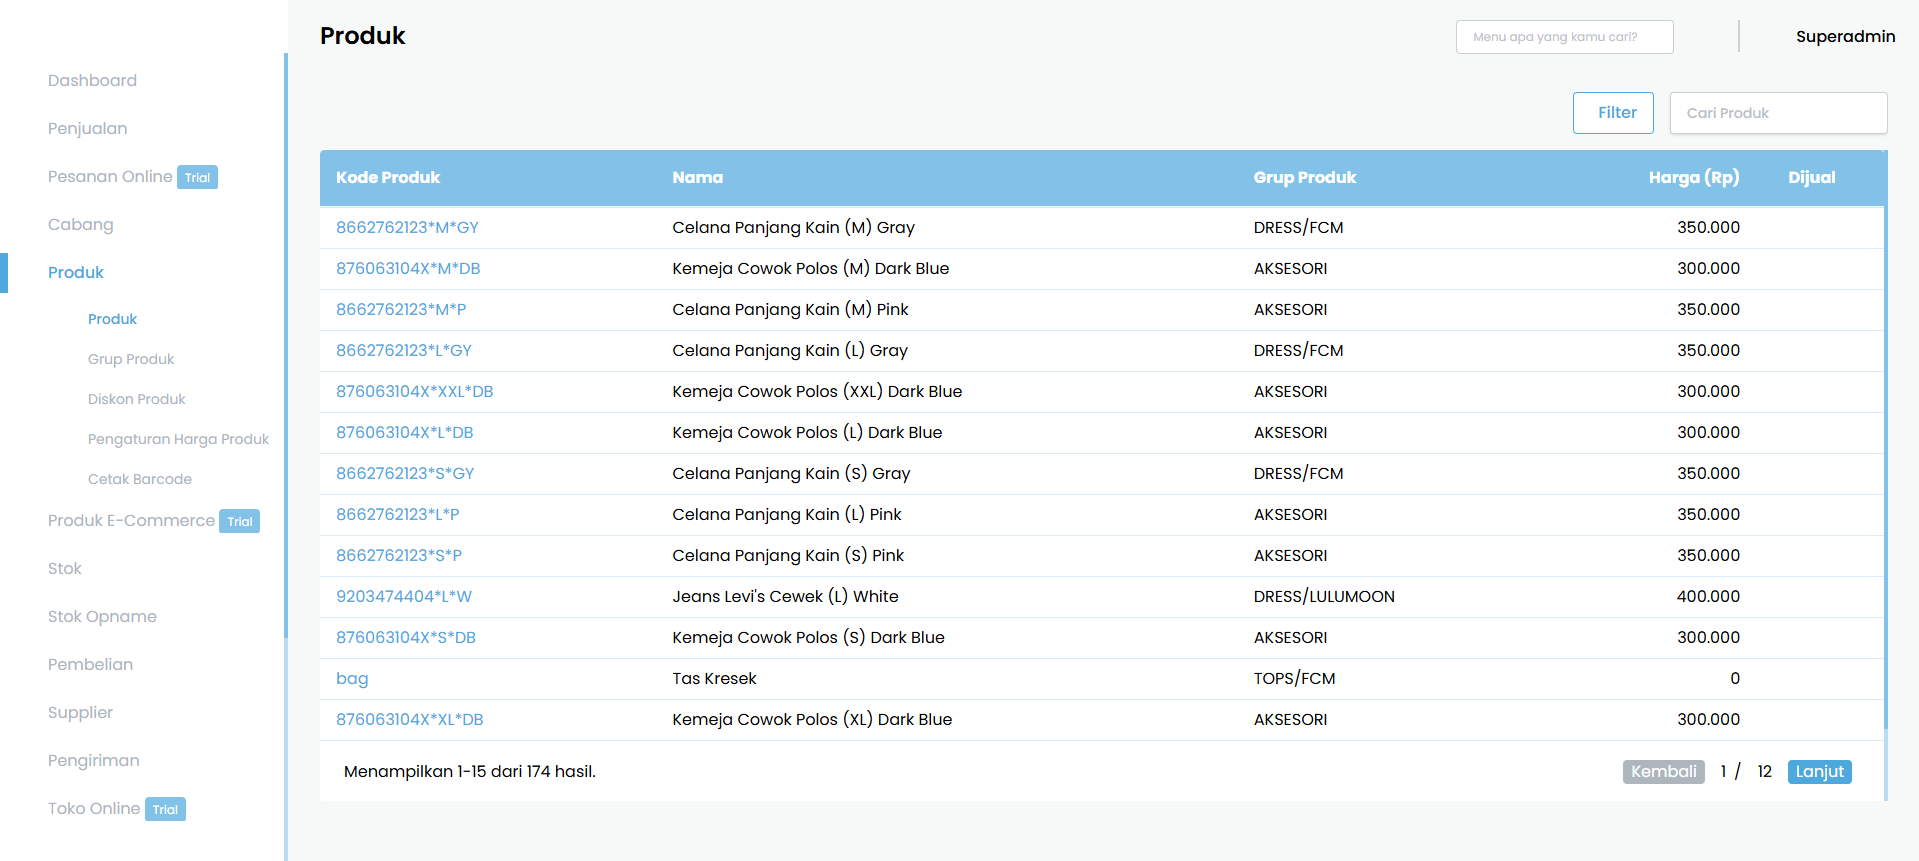 Produk
Menu apa yang kamu cari?
Superadmin
Dashboard
Penjualan
Pesanan Online Trial
Cabang
Produk
Produk
Grup Produk
Diskon Produk
Pengaturan Harga Produk
Cetak Barcode
Produk E-Commerce Trial
Stok
Stok Opname
Pembelian
Supplier
Pengiriman
Toko Online Trial
Filter
Cari Produk
Kode Produk Nama Grup Produk Harga (Rp) Dijual
8662762123*M*GY Celana Panjang Kain (M) Gray DRESS/FCM 350.000
876063104X*M*DB Kemeja Cowok Polos (M) Dark Blue AKSESORI 300.000
8662762123*M*P Celana Panjang Kain (M) Pink AKSESORI 350.000
8662762123*L*GY Celana Panjang Kain (L) Gray DRESS/FCM 350.000
876063104X*XXL*DB Kemeja Cowok Polos (XXL) Dark Blue AKSESORI 300.000
876063104X*L*DB Kemeja Cowok Polos (L) Dark Blue AKSESORI 300.000
8662762123*S*GY Celana Panjang Kain (S) Gray DRESS/FCM 350.000
8662762123*L*P Celana Panjang Kain (L) Pink AKSESORI 350.000
8662762123*S*P Celana Panjang Kain (S) Pink AKSESORI 350.000
9203474404*L*W Jeans Levi's Cewek (L) White DRESS/LULUMOON 400.000
876063104X*S*DB Kemeja Cowok Polos (S) Dark Blue AKSESORI 300.000
bag Tas Kresek TOPS/FCM 0
876063104X*XL*DB Kemeja Cowok Polos (XL) Dark Blue AKSESORI 300.000
Menampilkan 1-15 dari 174 hasil. Kembali 1 / 12 Lanjut